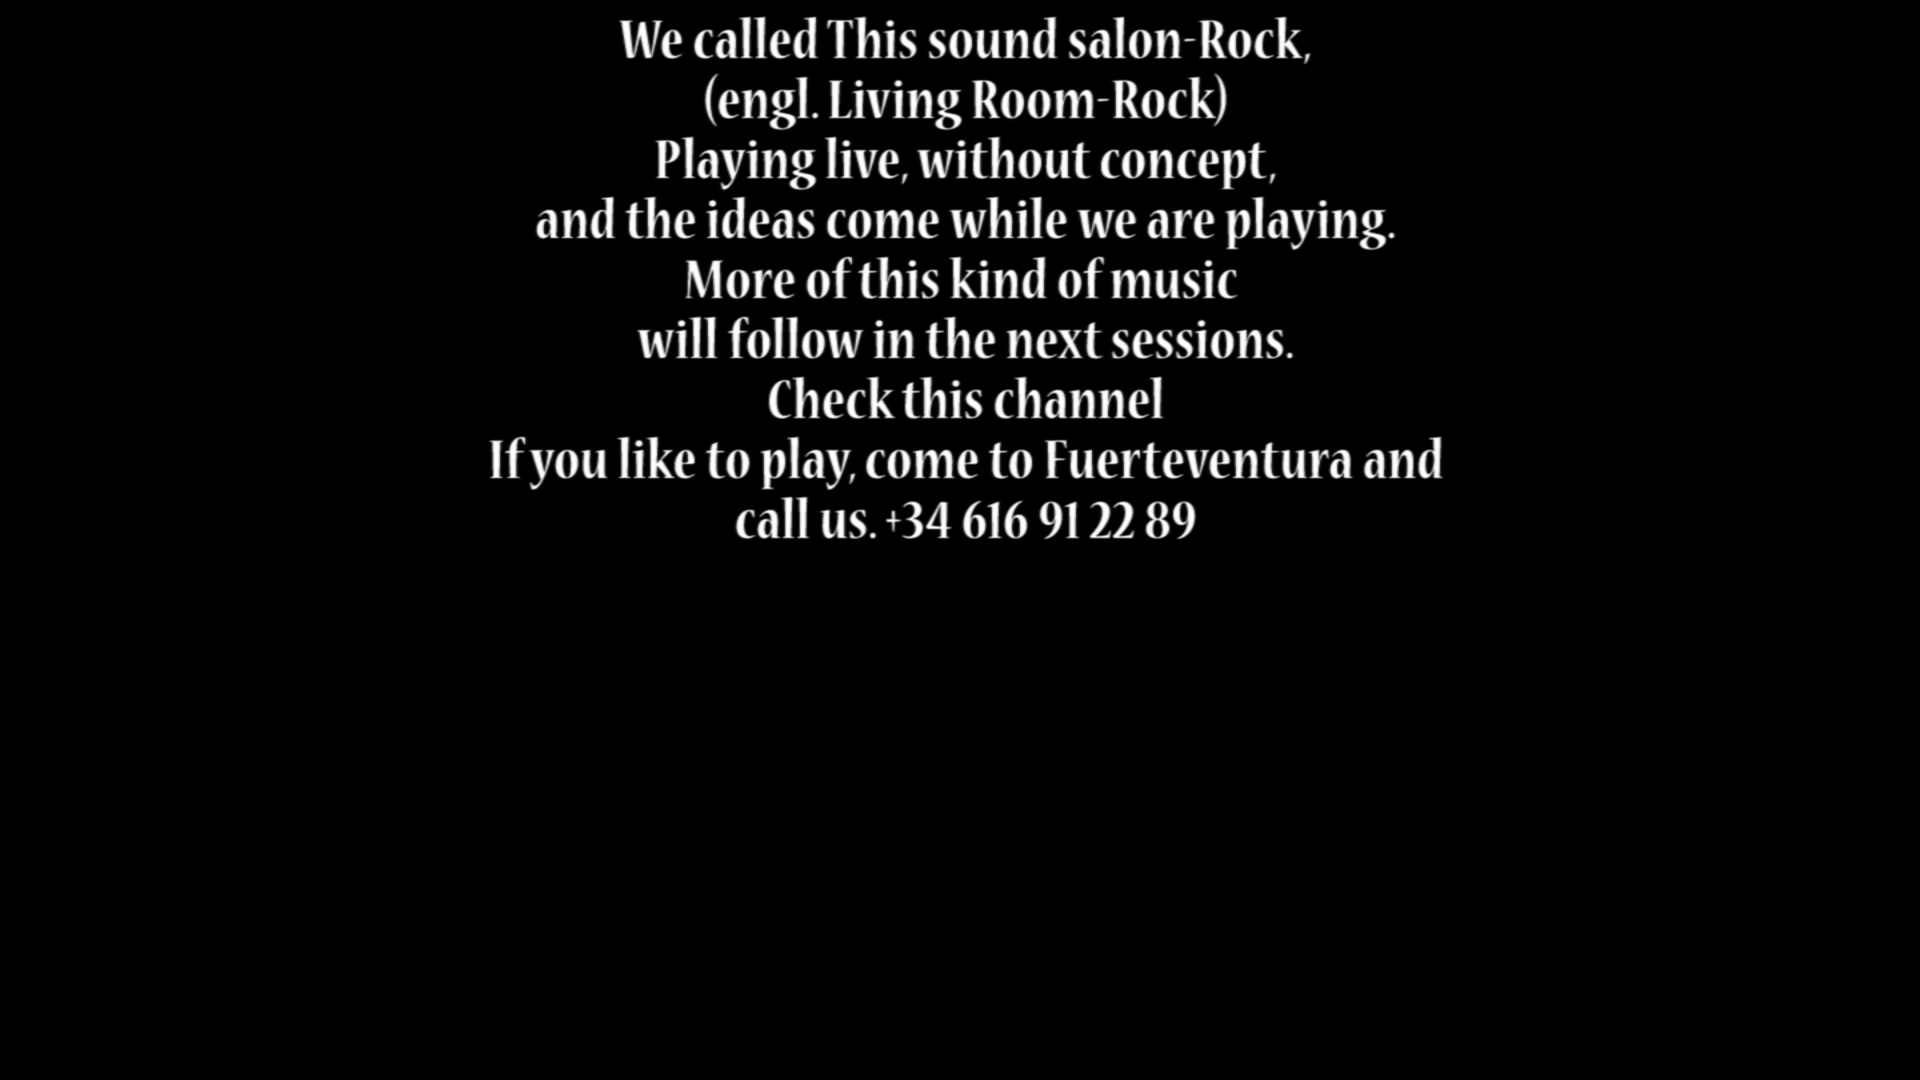 We called This sound salon-Rock,
(engl. Living Room-Rock)
Playing live, without concept,
and the ideas come while we are playing.
More of this kind of music
will follow in the next sessions.
Check this channel
If you like to play, come to Fuerteventura and
call us. +34 616 91 22 89